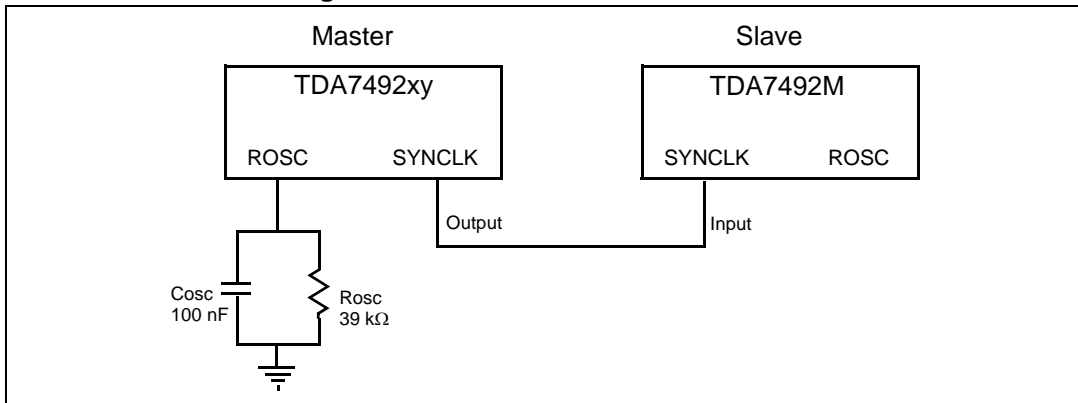 Master
Slave
TDA7492xy
TDA7492M
ROSC
SYNCLK
SYNCLK
ROSC
Output
Input
Cosc
100 nF
Rosc
39 kΩ